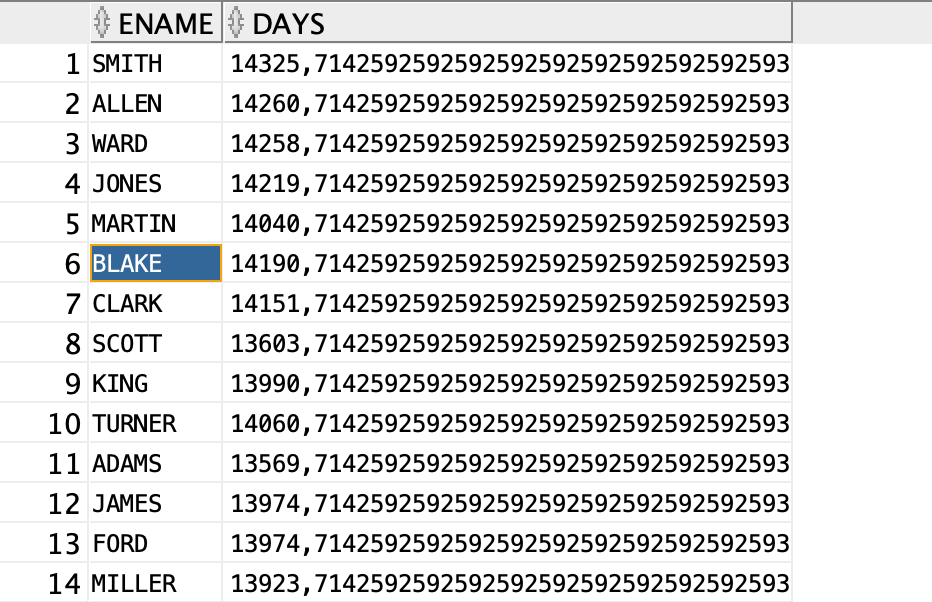 ENAME DAYS
1 SMITH 14325,7142592592592592592592592592592593
2 ALLEN 14260,7142592592592592592592592592592593
3 WARD 14258,7142592592592592592592592592592593
4 JONES 14219,7142592592592592592592592592592593
5 MARTIN 14040,7142592592592592592592592592592593
6 BLAKE 14190,7142592592592592592592592592592593
7 CLARK 14151,7142592592592592592592592592592593
8 SCOTT 13603,7142592592592592592592592592592593
9 KING 13990,7142592592592592592592592592592593
10 TURNER 14060,7142592592592592592592592592592593
11 ADAMS 13569,7142592592592592592592592592592593
12 JAMES 13974,7142592592592592592592592592592593
13 FORD 13974,7142592592592592592592592592592593
14 MILLER 13923,7142592592592592592592592592592593